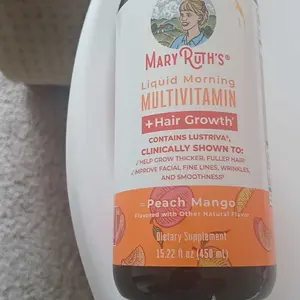 MARY RUTH'S®
Liquid Morning
MULTIVITAMIN
+Hair Growth
CONTAINS LUSTRIVA®,
CLINICALLY SHOWN TO:
HELP GROW THICKER, FULLER HAIR
IMPROVE FACIAL FINE LINES, WRINKLES,
AND SMOOTHNESS
Peach Mango
Flavored with Other Natural Flavor
Dietary Supplement
15.22 fl oz (450 mL)